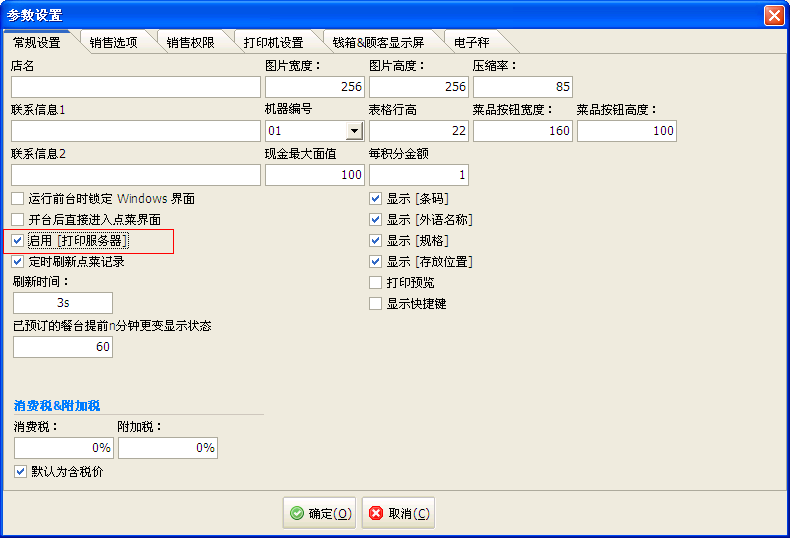 参数设置
常规设置 销售选项 销售权限 打印机设置 钱箱&顾客显示屏 电子秤
店名 图片宽度： 图片高度： 压缩率：
256 256 85
联系信息1 机器编号 表格行高 菜品按钮宽度： 菜品按钮高度：
01 22 160 100
联系信息2 现金最大面值 每积分金额
100 1
运行前台时锁定 Windows 界面 显示 [条码]
开台后直接进入点菜界面 显示 [外语名称]
启用 [打印服务器] 显示 [规格]
定时刷新点菜记录 显示 [存放位置]
刷新时间： 打印预览
3s 显示快捷键
已预订的餐台提前n分钟更变显示状态
60
消费税&附加税
消费税： 附加税：
0% 0%
默认为含税价
确定(O) 取消(C)